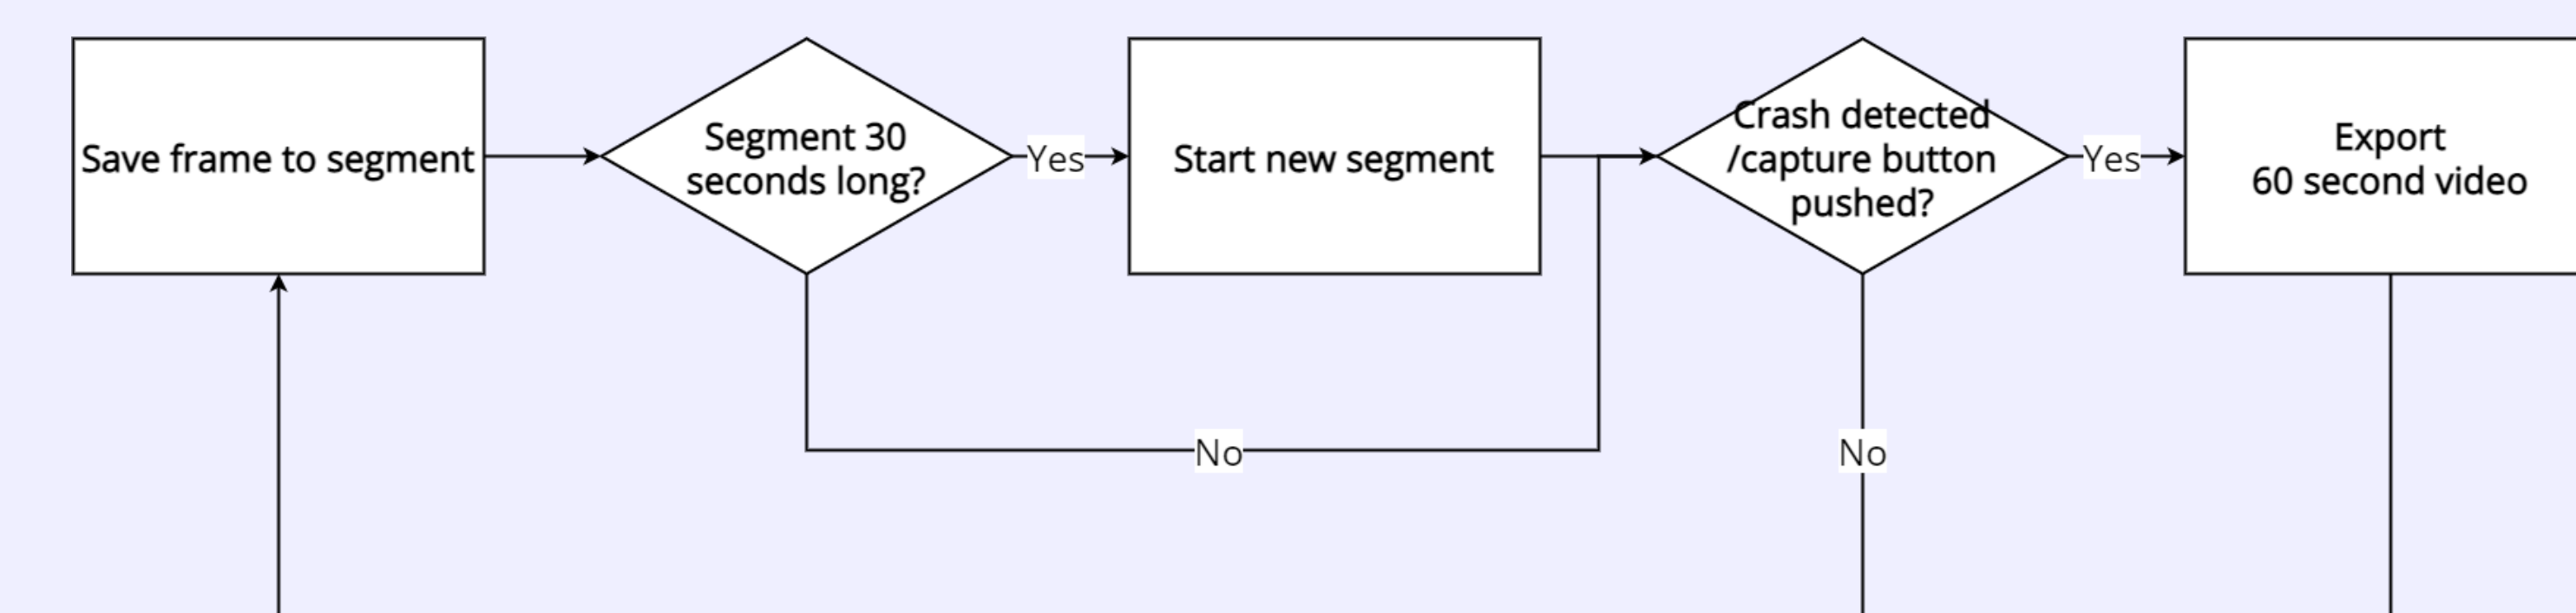 Save frame to segment
Segment 30
seconds long?
Yes
Start new segment
Crash detected
/capture button
pushed?
Yes
Export
60 second video
No
No